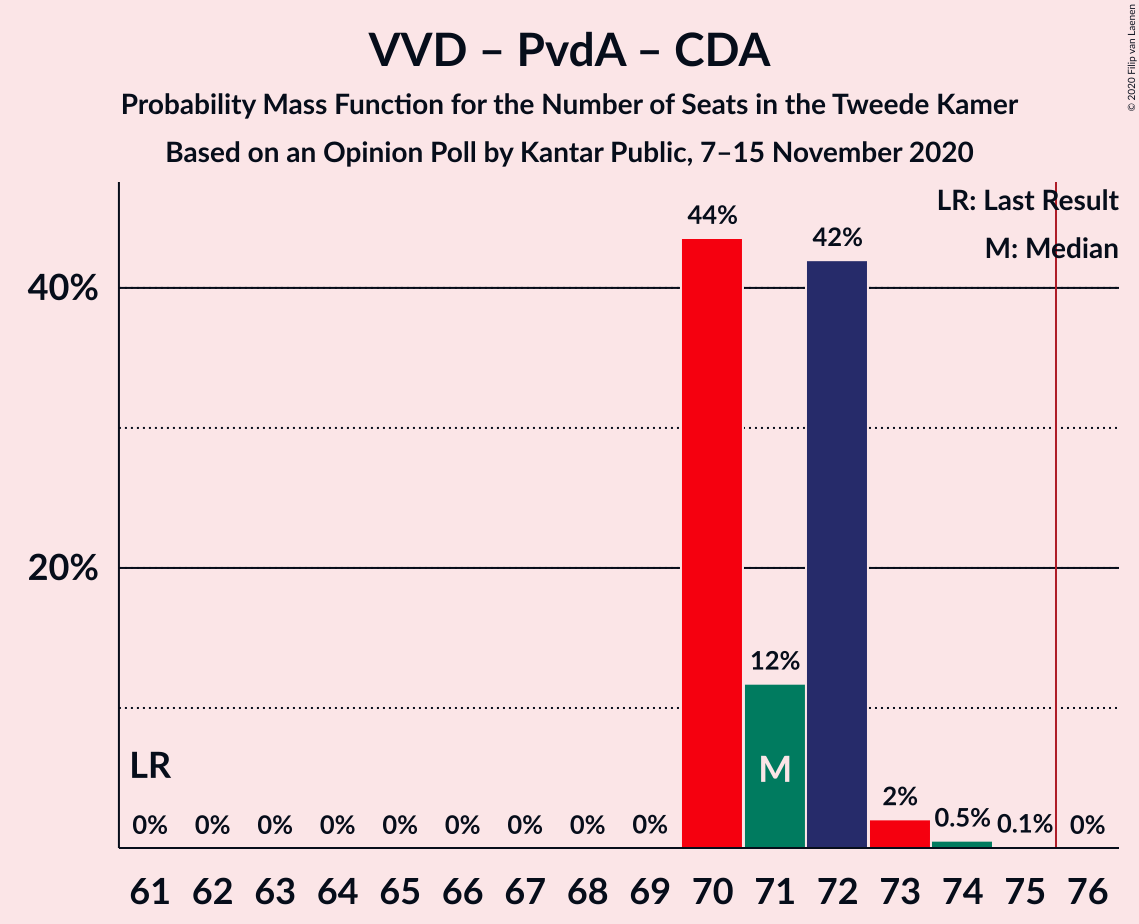 VVD – PvdA – CDA
Probability Mass Function for the Number of Seats in the Tweede Kamer
Based on an Opinion Poll by Kantar Public, 7–15 November 2020
© 2020 Filip van Laenen
LR: Last Result
M: Median
44%
42%
40%
20%
12%
LR
M
0%
0%
0%
0%
0%
0%
0%
0%
0%
2%
0.5%
0.1%
0%
61 62 63 64 65 66 67 68 69 70 71 72 73 74 75 76